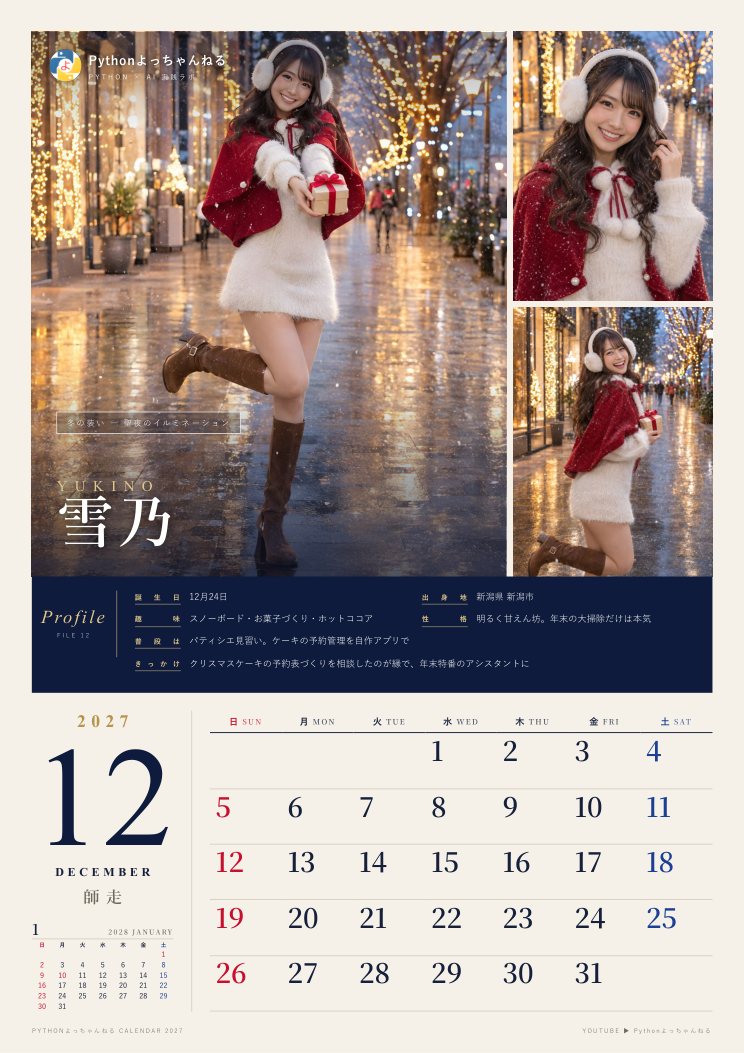 Pythonよっちゃんねる
PYTHON × AI 実践ラボ
冬の装い ― 聖夜のイルミネーション
YUKINO
雪乃
Profile
FILE 12
誕生日 12月24日
出身地 新潟県 新潟市
趣味 スノーボード・お菓子づくり・ホットココア
性格 明るく甘えん坊。年末の大掃除だけは本気
普段は パティシエ見習い。ケーキの予約管理を自作アプリで
きっかけ クリスマスケーキの予約表づくりを相談したのが縁で、年末特番のアシスタントに
2027
12
DECEMBER
師走
1 2028 JANUARY
日 月 火 水 木 金 土
1
2 3 4 5 6 7 8
9 10 11 12 13 14 15
16 17 18 19 20 21 22
23 24 25 26 27 28 29
30 31
日 SUN 月 MON 火 TUE 水 WED 木 THU 金 FRI 土 SAT
1 2 3 4
5 6 7 8 9 10 11
12 13 14 15 16 17 18
19 20 21 22 23 24 25
26 27 28 29 30 31
PYTHONよっちゃんねる CALENDAR 2027
YOUTUBE ▶ Pythonよっちゃんねる